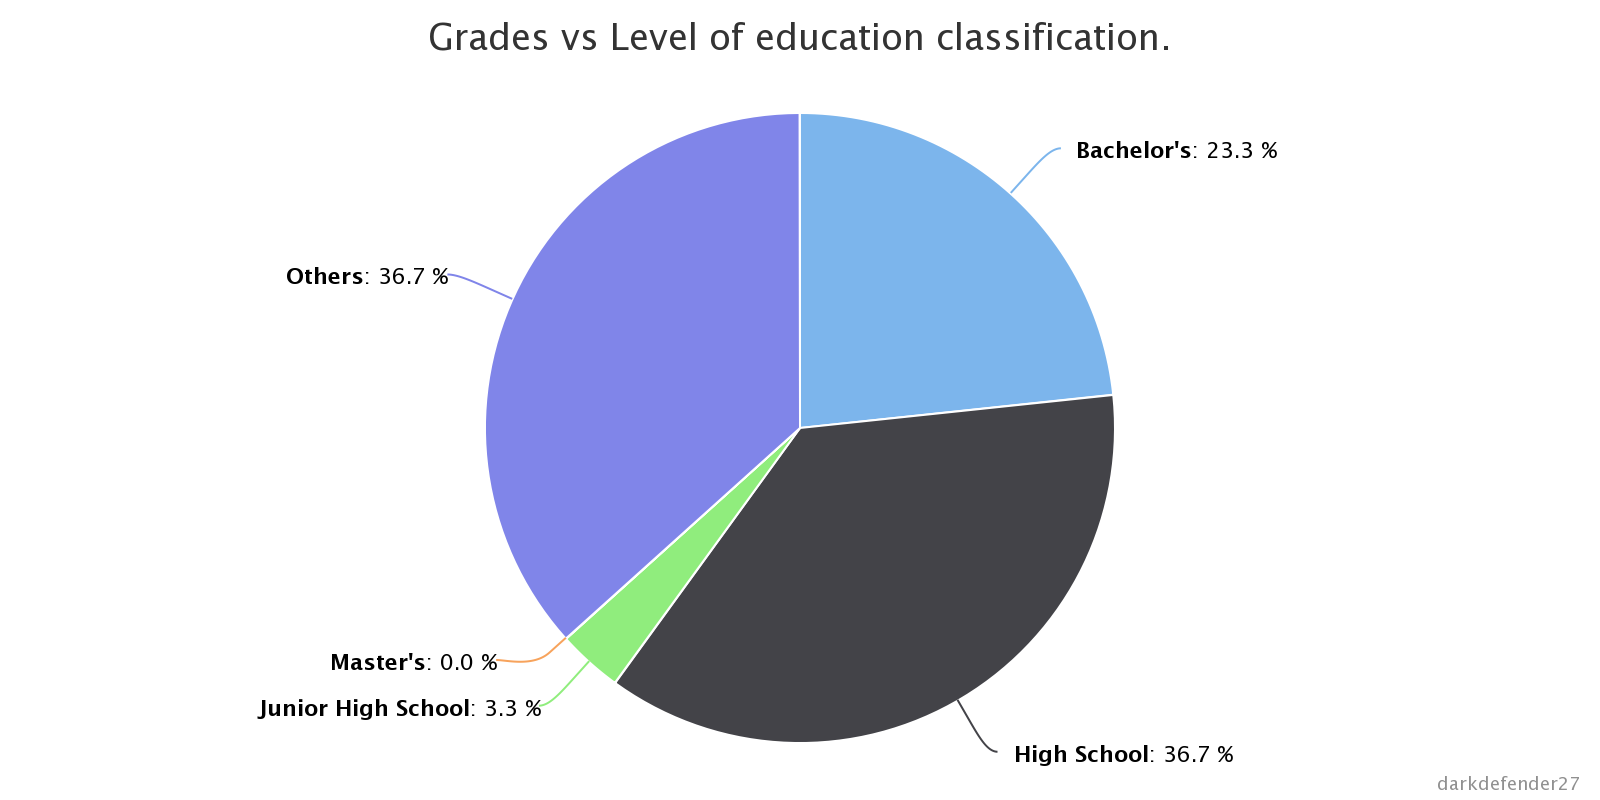 Grades vs Level of education classification.
Bachelor's: 23.3 %
Others: 36.7 %
Master's: 0.0 %
Junior High School: 3.3 %
High School: 36.7 %
darkdefender27